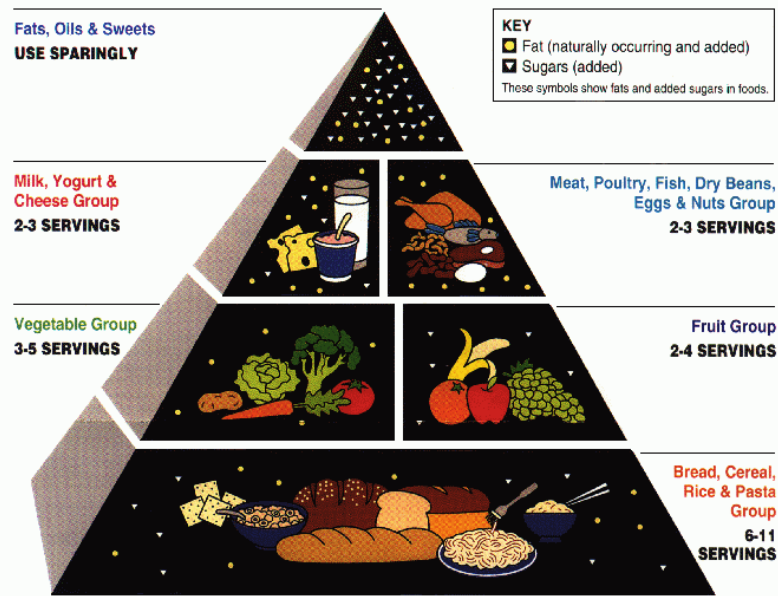 Fats, Oils & Sweets
USE SPARINGLY
KEY
Fat (naturally occurring and added)
Sugars (added)
These symbols show fats and added sugars in foods.
Milk, Yogurt &
Cheese Group
2-3 SERVINGS
Meat, Poultry, Fish, Dry Beans,
Eggs & Nuts Group
2-3 SERVINGS
Vegetable Group
3-5 SERVINGS
Fruit Group
2-4 SERVINGS
Bread, Cereal,
Rice & Pasta
Group
6-11
SERVINGS